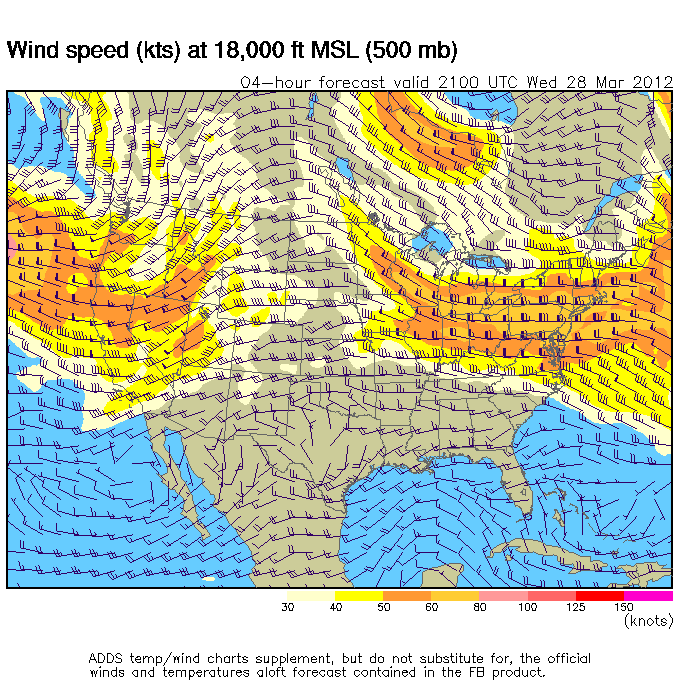 Wind speed (kts) at 18,000 ft MSL (500 mb)
04-hour forecast valid 2100 UTC Wed 28 Mar 2012
30 40 50 60 80 100 125 150
(knots)
ADDS temp/wind charts supplement, but do not substitute for, the official
winds and temperatures aloft forecast contained in the FB product.